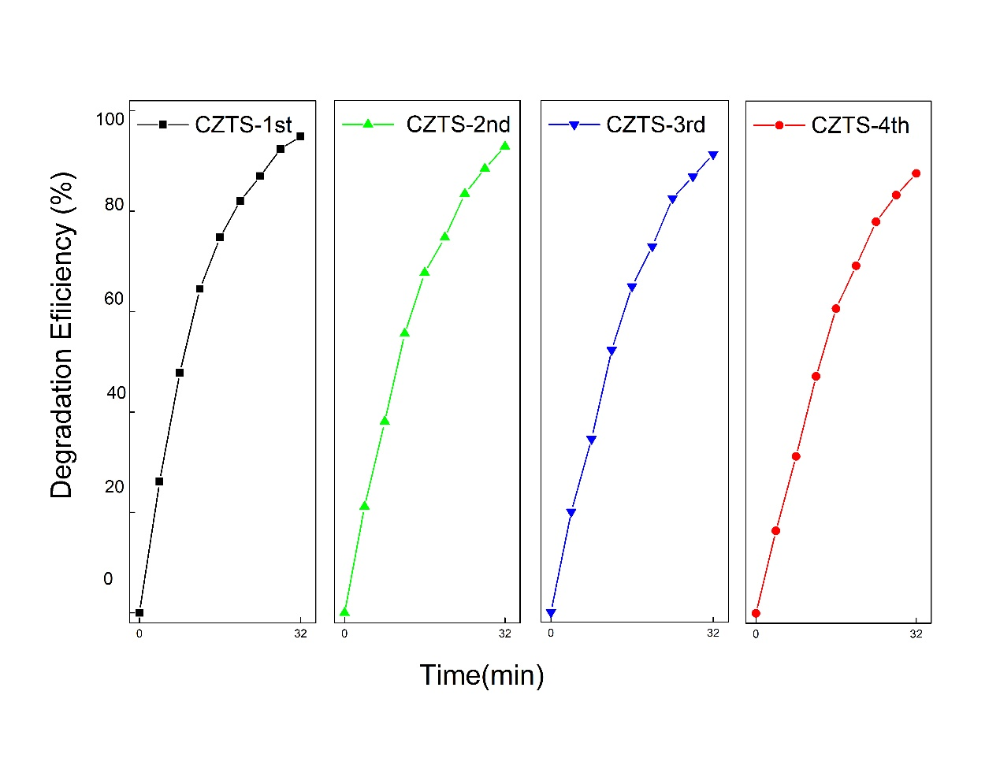 CZTS-1st
CZTS-2nd
CZTS-3rd
CZTS-4th
100
80
60
40
20
0
Degradation Efiiciency (%)
0 32
0 32
0 32
0 32
Time(min)